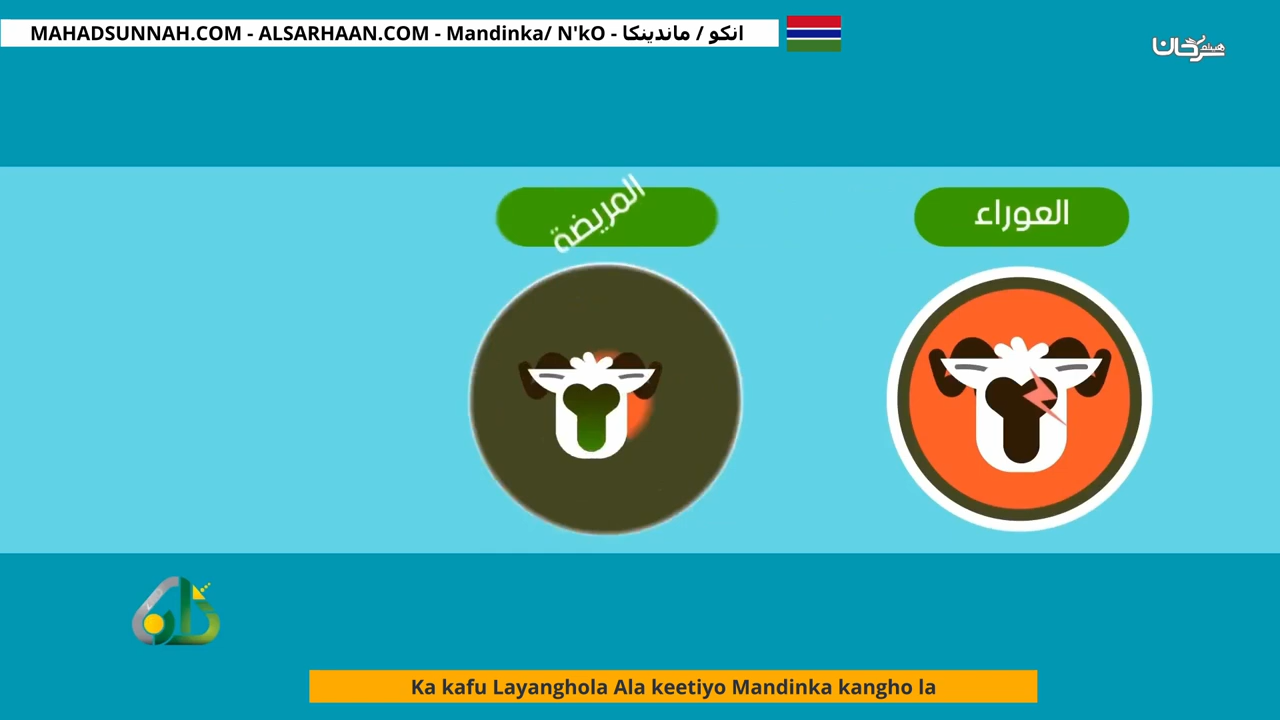 MAHADSUNNAH.COM - ALSARHAAN.COM - Mandinka/ N'kO - انكو / ماندينكا
العوراء
المريضة
Ka kafu Layanghola Ala keetiyo Mandinka kangho la